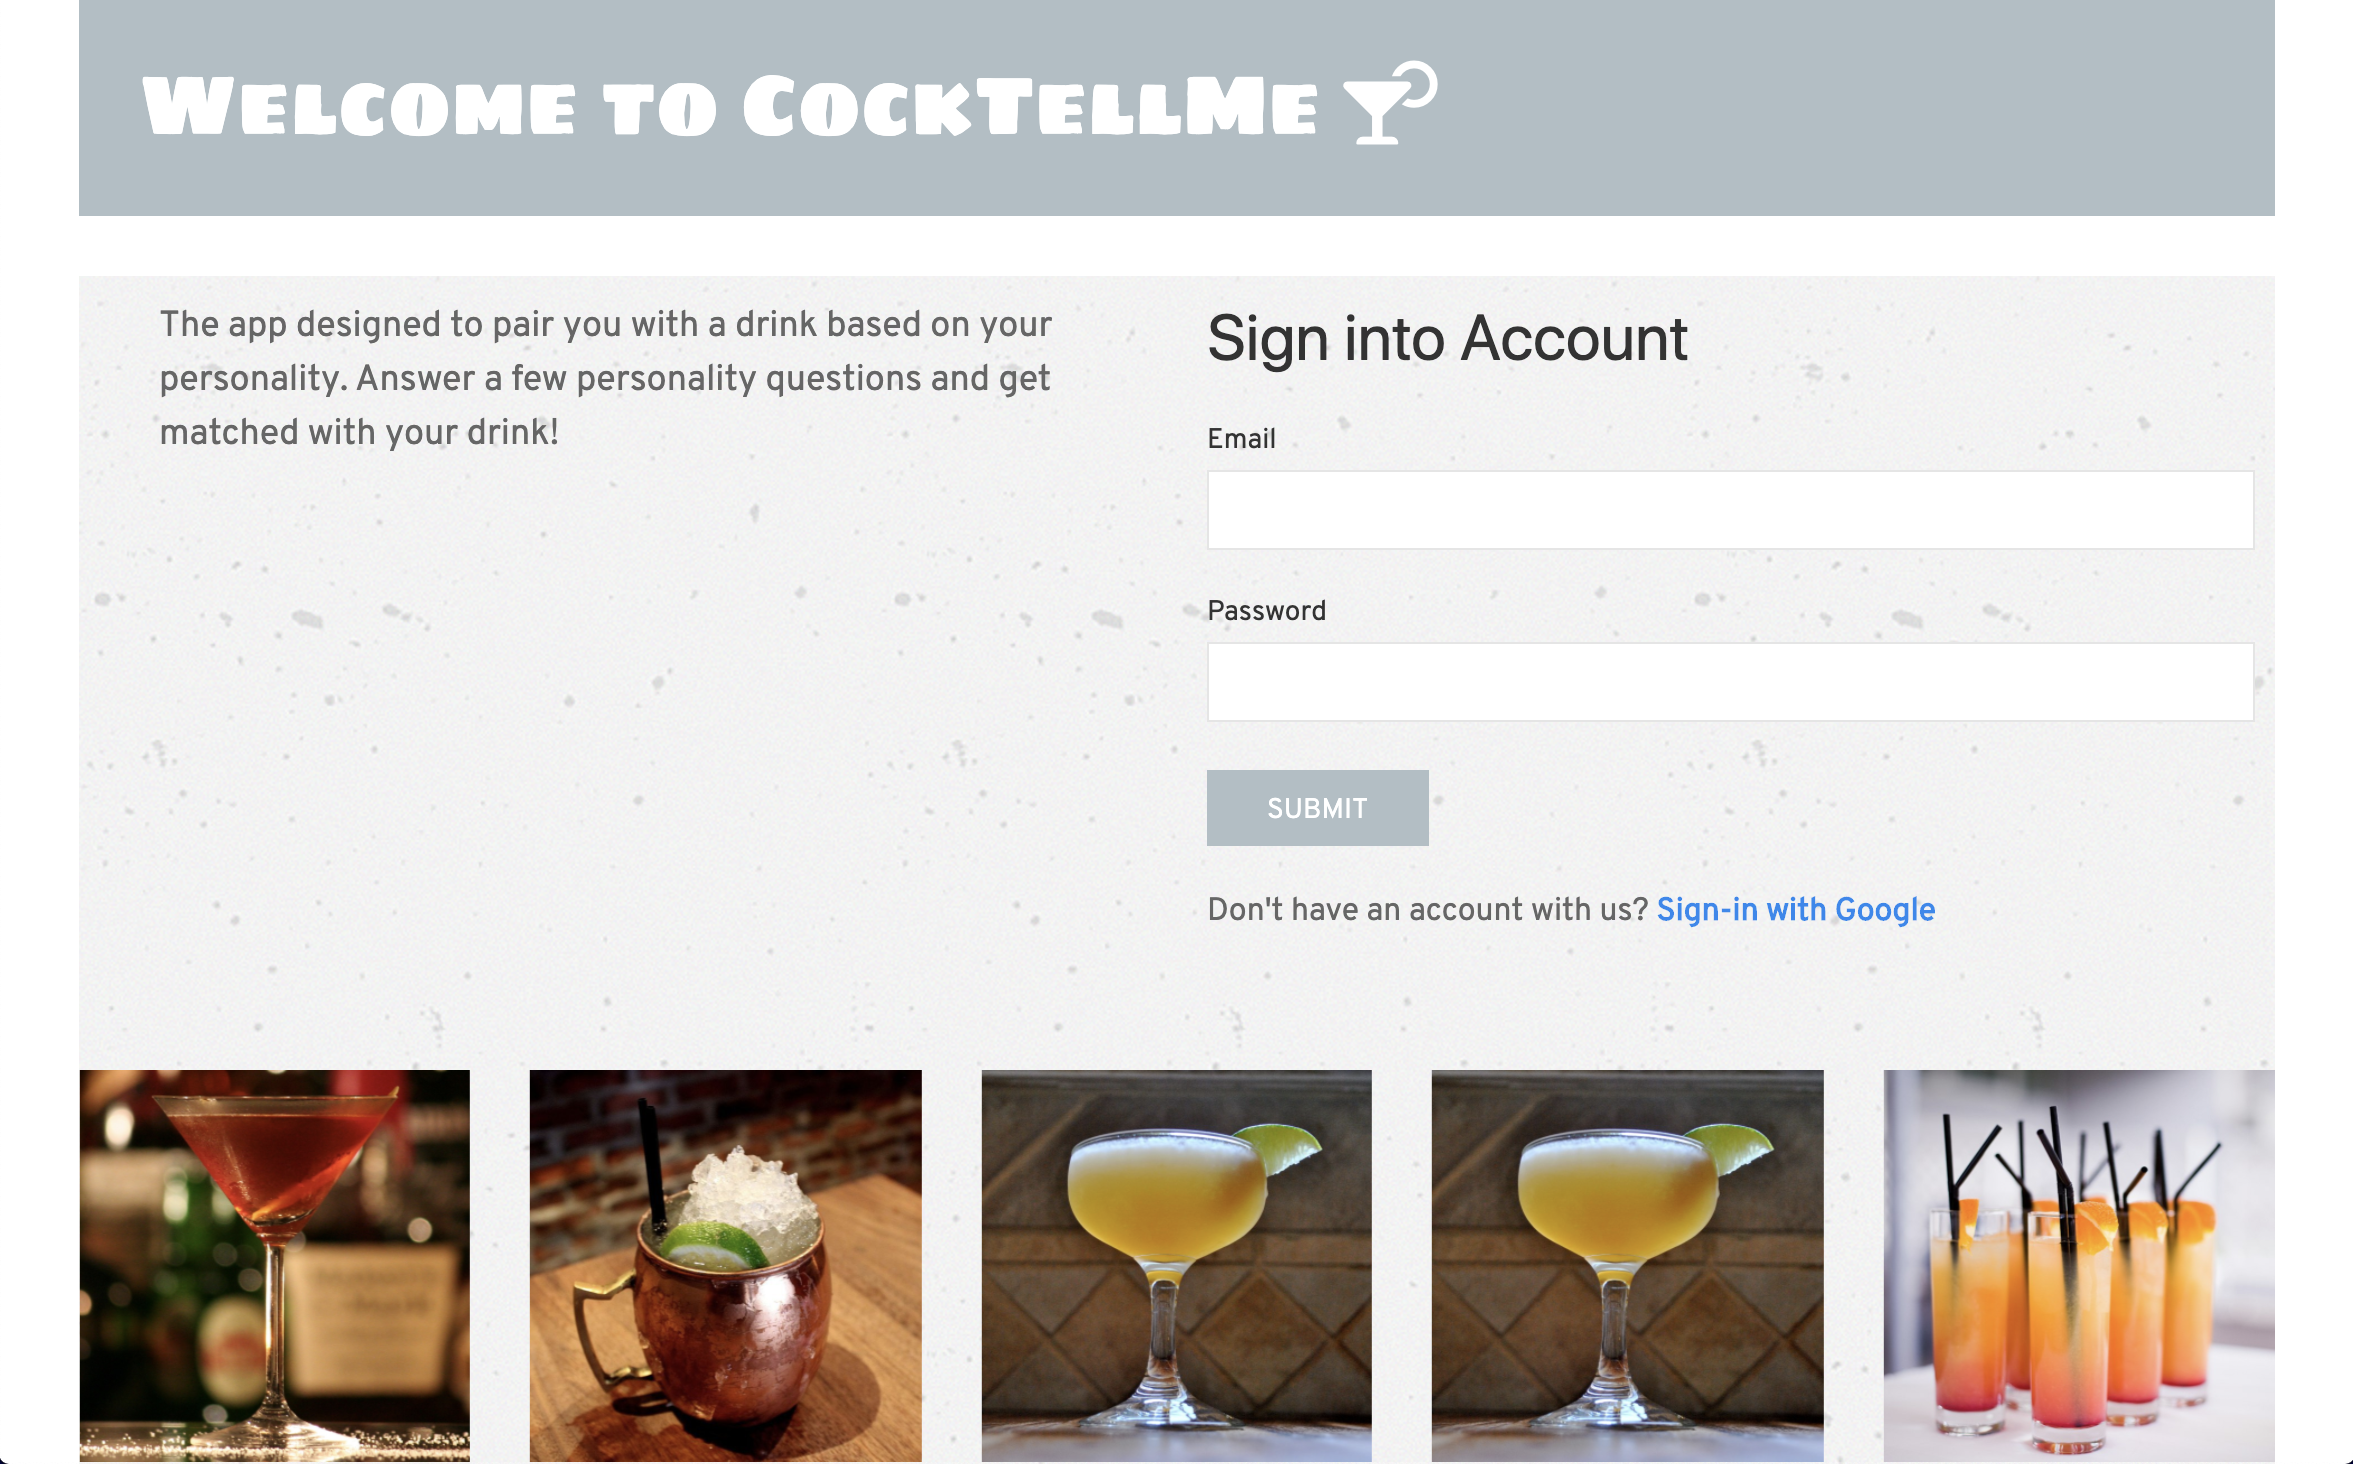 Welcome to CockTellMe
The app designed to pair you with a drink based on your
personality. Answer a few personality questions and get
matched with your drink!
Sign into Account
Email
Password
SUBMIT
Don't have an account with us? Sign-in with Google